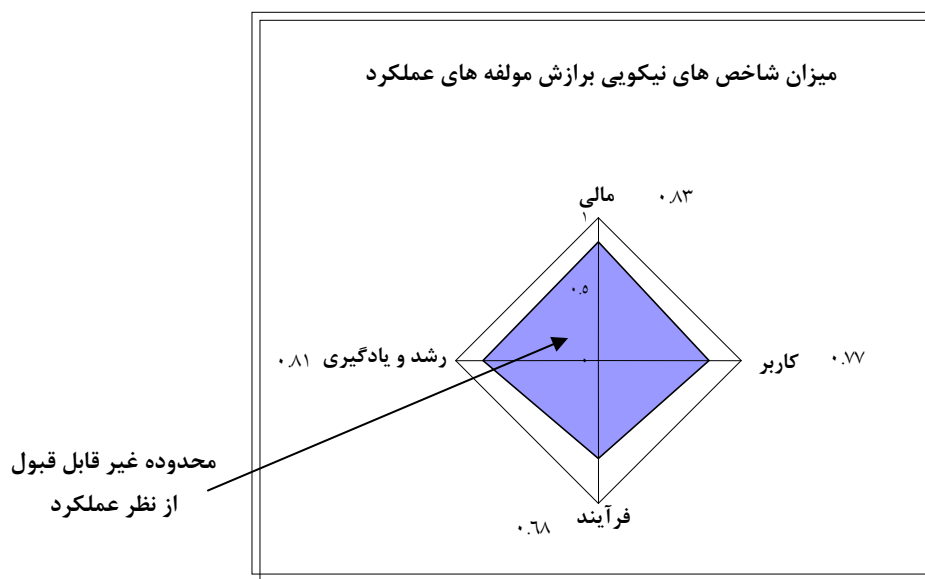 میزان شاخص های نیکویی برازش مولفه های عملکرد
مالی ۰.۸۳
۱
۰.۵
۰.۸۱ رشد و یادگیری
۰
کاربر ۰.۷۷
محدوده غیر قابل قبول
از نظر عملکرد
فرآیند
۰.۶۸